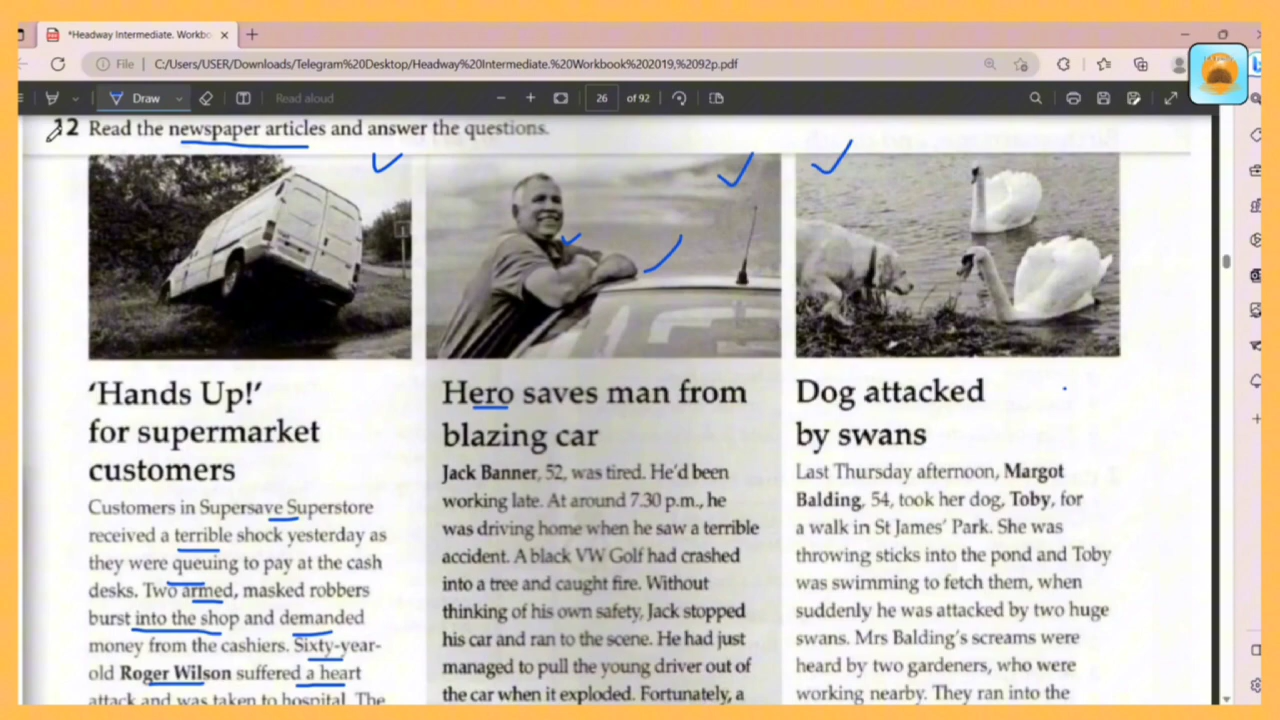 *Headway Intermediate. Workbo
File
C:/Users/USER/Downloads/Telegram%20Desktop/Headway%20Intermediate.%20Workbook%202019,%2092p.pdf
Draw
Read aloud
26 of 92
12 Read the newspaper articles and answer the questions.
‘Hands Up!’
for supermarket
customers
Customers in Supersave Superstore
received a terrible shock yesterday as
they were queuing to pay at the cash
desks. Two armed, masked robbers
burst into the shop and demanded
money from the cashiers. Sixty-year-
old Roger Wilson suffered a heart
attack and was taken to hospital. The
Hero saves man from
blazing car
Jack Banner, 52, was tired. He’d been
working late. At around 7.30 p.m., he
was driving home when he saw a terrible
accident. A black VW Golf had crashed
into a tree and caught fire. Without
thinking of his own safety, Jack stopped
his car and ran to the scene. He had just
managed to pull the young driver out of
the car when it exploded. Fortunately, a
Dog attacked
by swans
Last Thursday afternoon, Margot
Balding, 54, took her dog, Toby, for
a walk in St James’ Park. She was
throwing sticks into the pond and Toby
was swimming to fetch them, when
suddenly he was attacked by two huge
swans. Mrs Balding’s screams were
heard by two gardeners, who were
working nearby. They ran into the